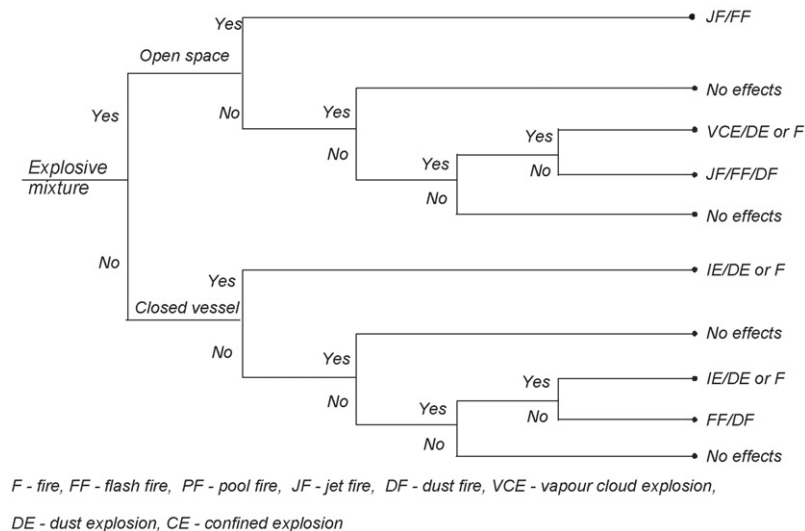 Yes
JF/FF
Open space
Yes
No
Yes
No effects
Yes
VCE/DE or F
No
Yes
Explosive
mixture
No
JF/FF/DF
No
No effects
No
Yes
IE/DE or F
Closed vessel
No
Yes
No effects
Yes
IE/DE or F
No
Yes
No
FF/DF
No
No effects
F - fire, FF - flash fire, PF - pool fire, JF - jet fire, DF - dust fire, VCE - vapour cloud explosion,
DE - dust explosion, CE - confined explosion